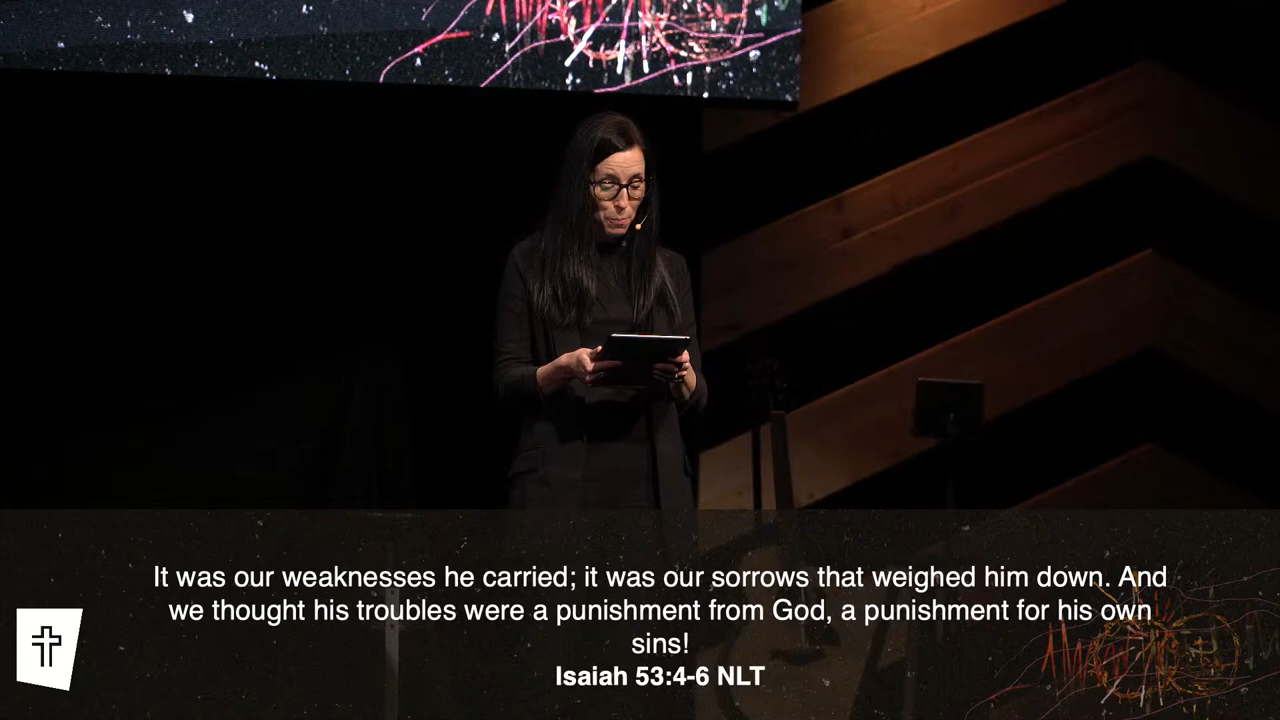 It was our weaknesses he carried; it was our sorrows that weighed him down. And
we thought his troubles were a punishment from God, a punishment for his own
sins!
Isaiah 53:4-6 NLT